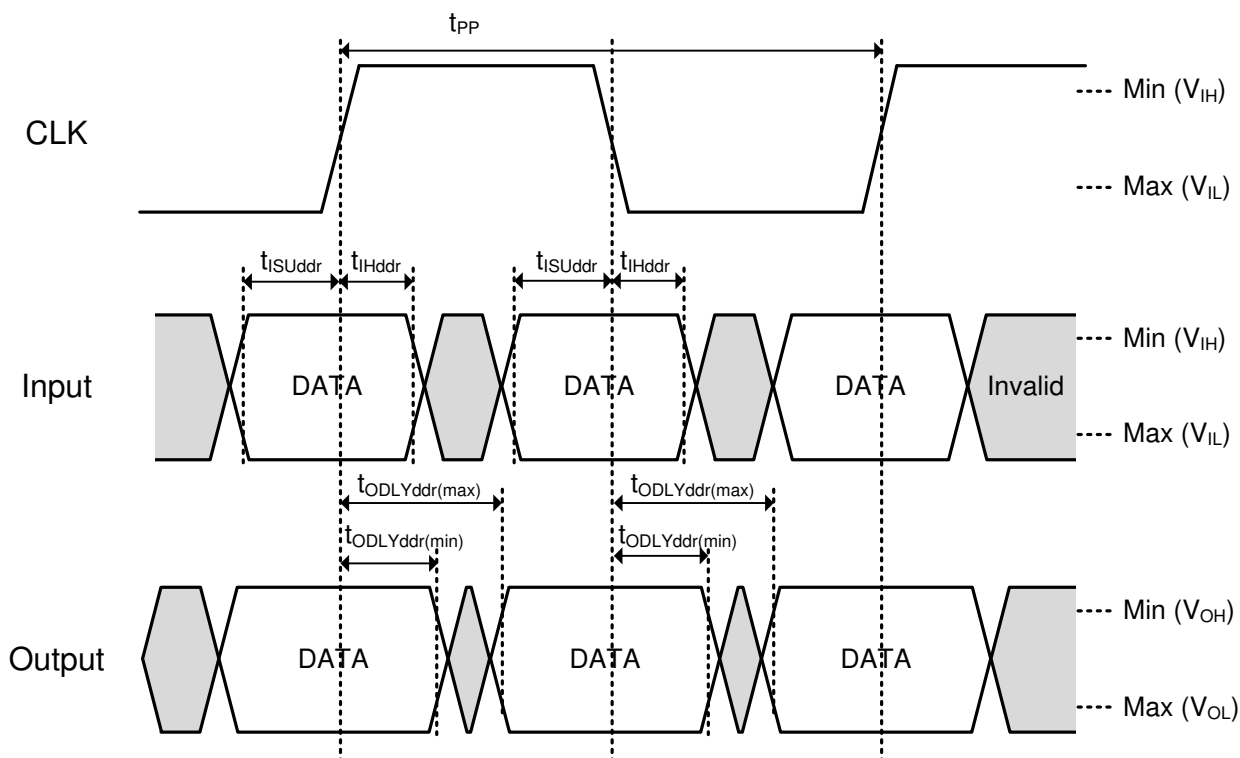 tPP
Min (VIH)
CLK
Max (VIL)
tISUddr tIHddr tISUddr tIHddr
Min (VIH)
Input DATA DATA DATA Invalid
Max (VIL)
tODLYddr(max) tODLYddr(max)
tODLYddr(min) tODLYddr(min)
Min (VOH)
Output DATA DATA DATA
Max (VOL)